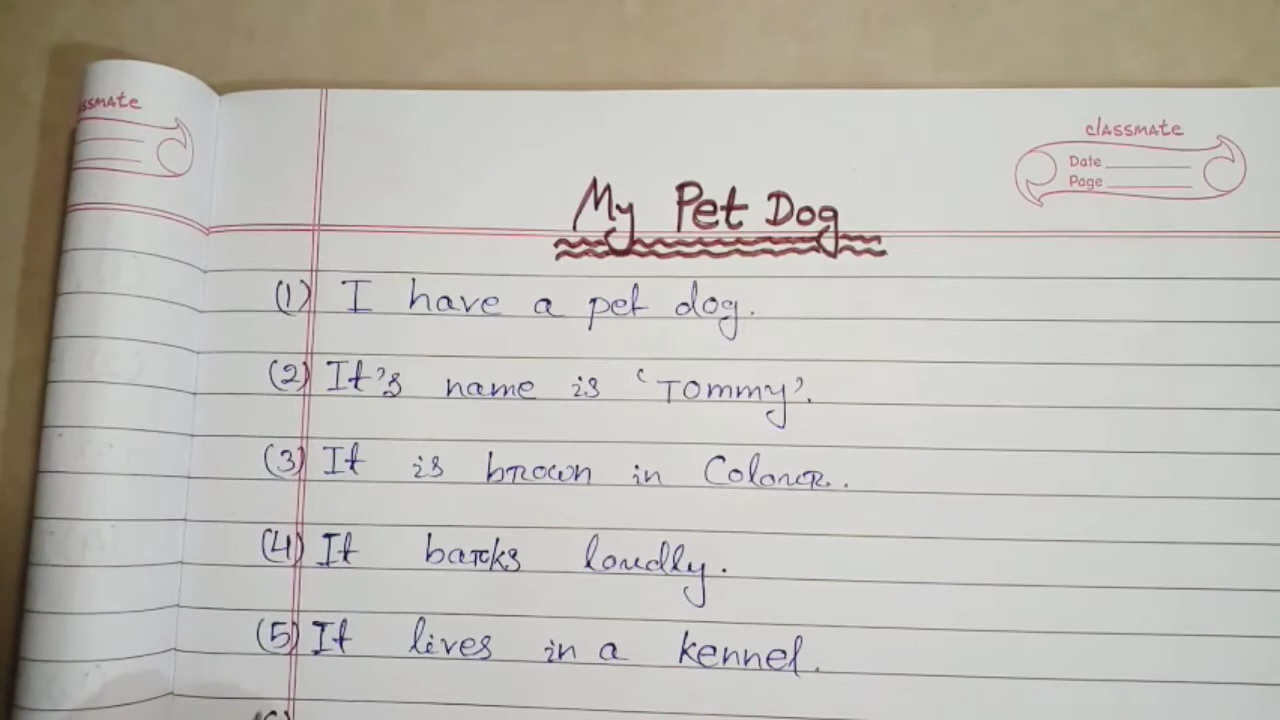 ssmate
classmate
Date
Page
My Pet Dog
(1) I have a pet dog.
(2) It's name is 'Tommy'.
(3) It is brown in Colour.
(4) It barks loudly.
(5) It lives in a kennel.